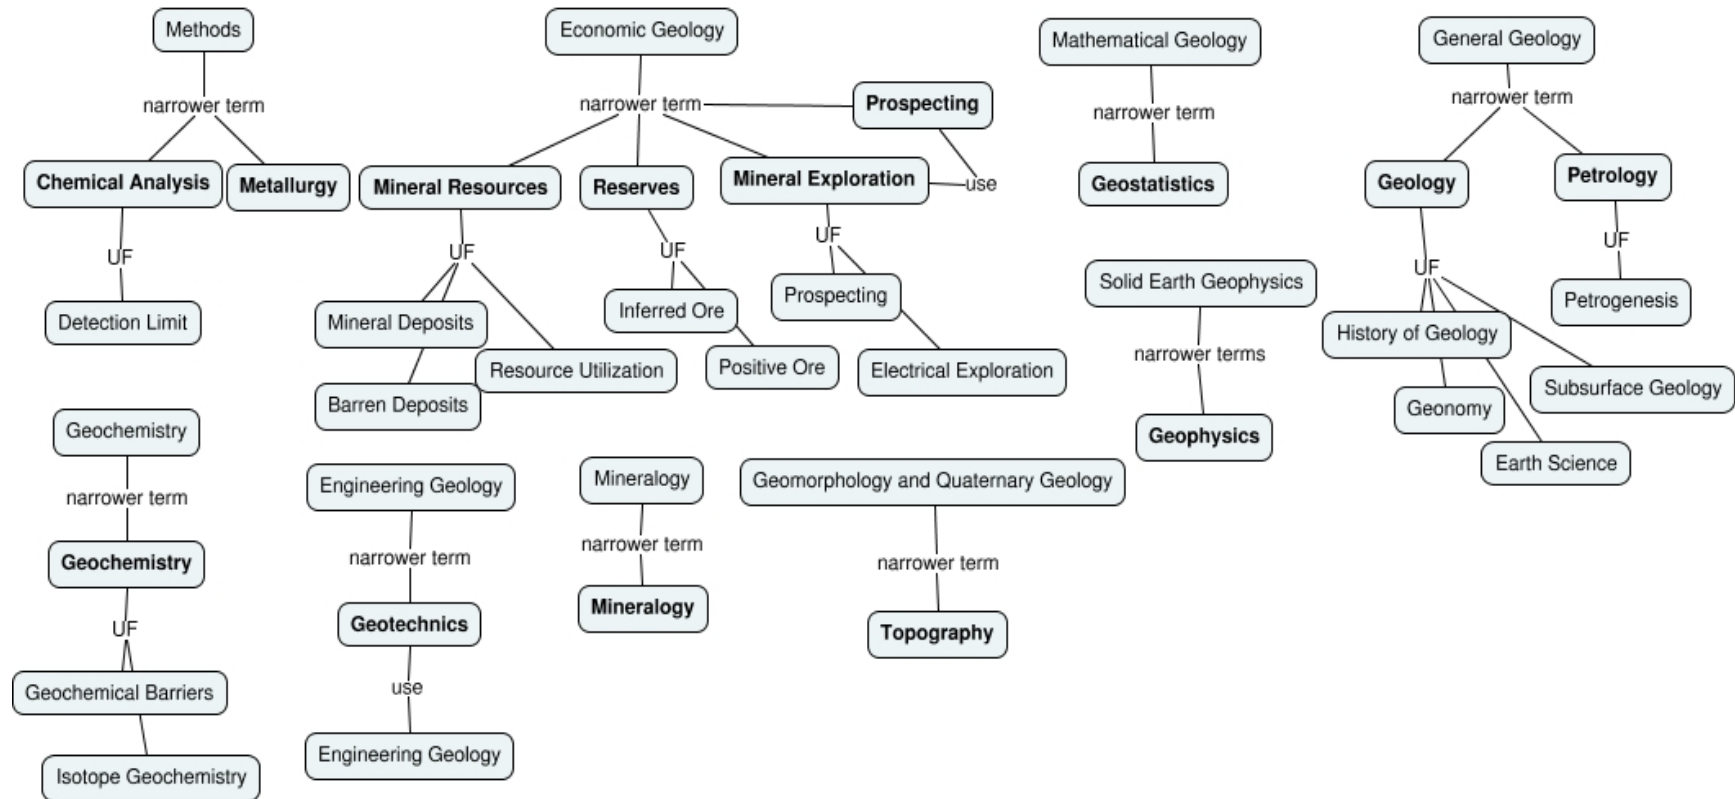 Methods
narrower term
Chemical Analysis
Metallurgy
UF
Detection Limit
Economic Geology
narrower term
Prospecting
Mineral Resources
Reserves
Mineral Exploration
use
UF
Mineral Deposits
Resource Utilization
Barren Deposits
UF
Inferred Ore
Positive Ore
UF
Prospecting
Electrical Exploration
Mathematical Geology
narrower term
Geostatistics
General Geology
narrower term
Geology
Petrology
UF
History of Geology
Geonomy
Earth Science
Subsurface Geology
UF
Petrogenesis
Solid Earth Geophysics
narrower terms
Geophysics
Geochemistry
narrower term
Geochemistry
UF
Geochemical Barriers
Isotope Geochemistry
Engineering Geology
narrower term
Geotechnics
use
Engineering Geology
Mineralogy
narrower term
Mineralogy
Geomorphology and Quaternary Geology
narrower term
Topography